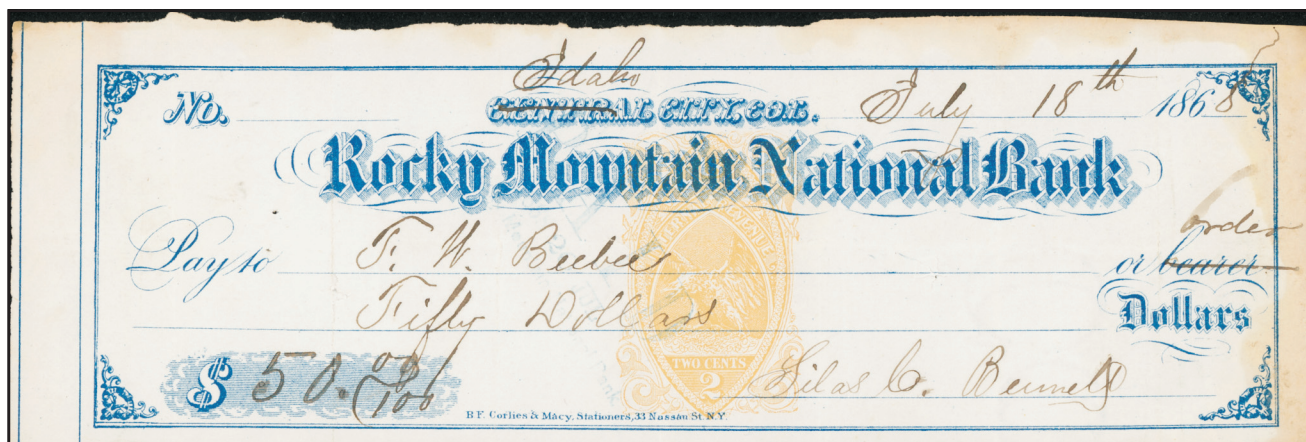 Idaho
No. CENTRAL CITY, COL. July 18th 1868
Rocky Mountain National Bank
order
Pay to F. W. Beebee or bearer
Fifty Dollars Dollars
TWO CENTS
2
$ 50.00/100 Silas C. Bennett
B.F. Corlies & Macy, Stationers, 33 Nassau St. N.Y.